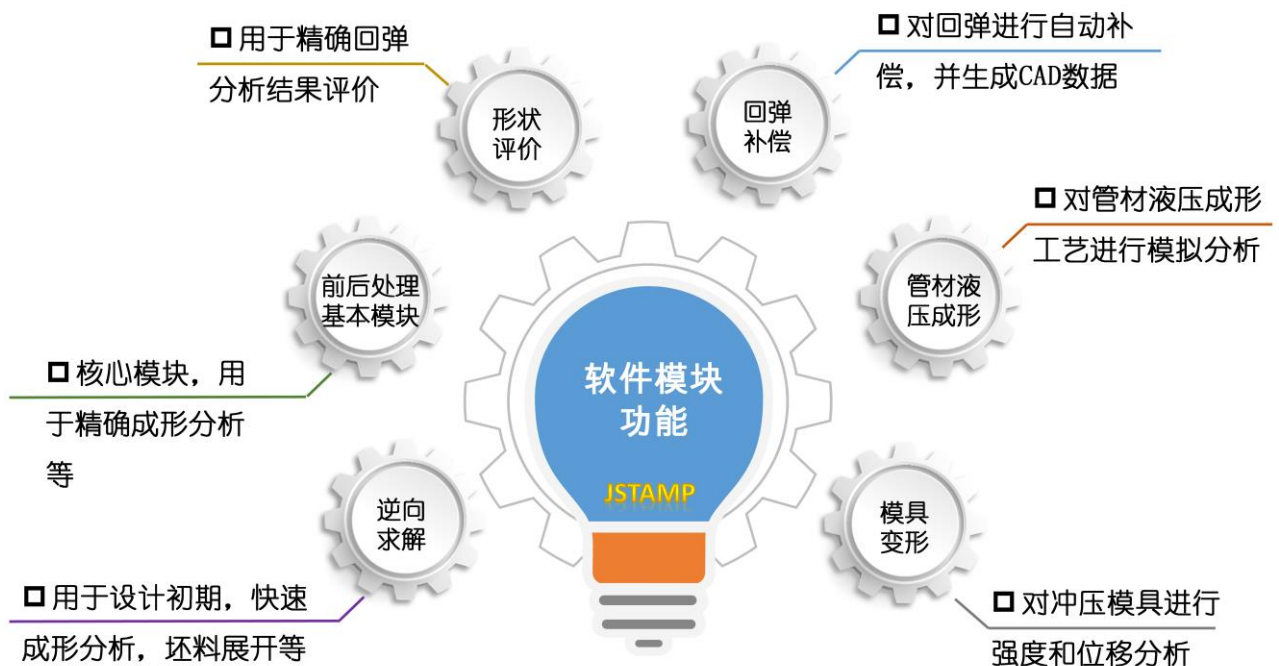 □ 用于精确回弹
分析结果评价
形状
评价
□ 对回弹进行自动补
偿，并生成CAD数据
回弹
补偿
□ 对管材液压成形
工艺进行模拟分析
管材液
压成形
前后处理
基本模块
□ 核心模块，用
于精确成形分析
等
软件模块
功能
JSTAMP
逆向
求解
□ 用于设计初期，快速
成形分析，坯料展开等
模具
变形
□ 对冲压模具进行
强度和位移分析